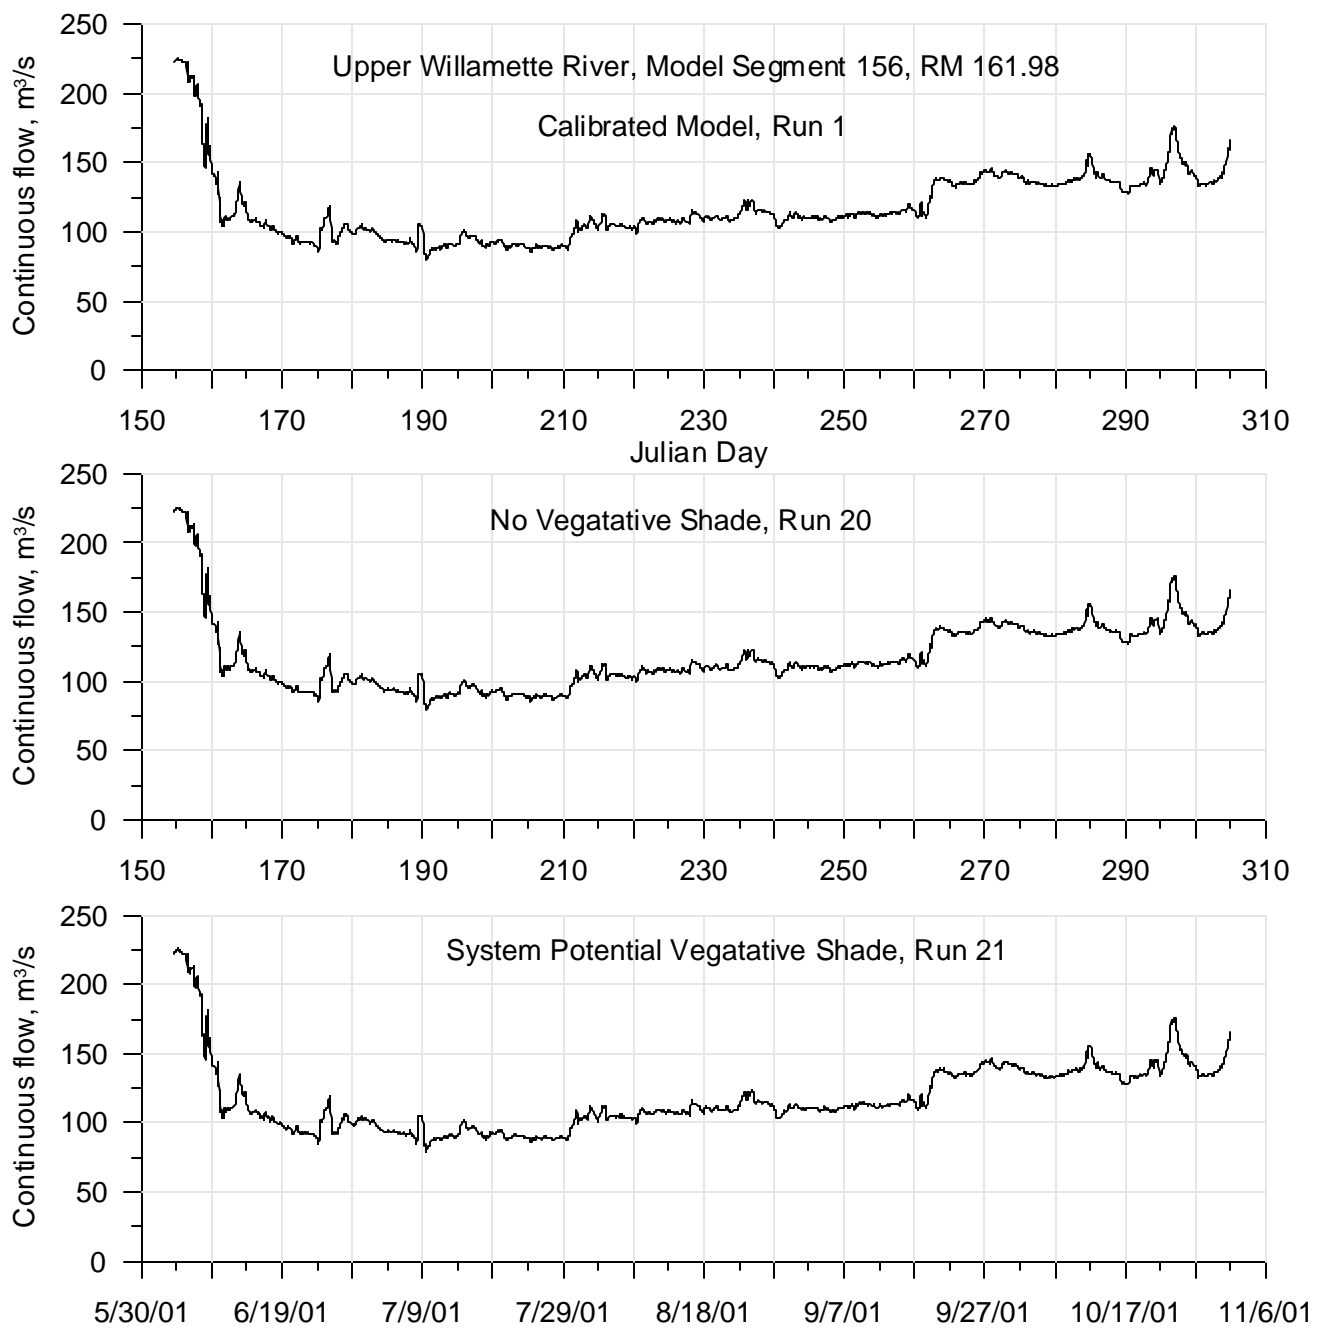 250
200
150
100
50
0
Continuous flow, m³/s
Upper Willamette River, Model Segment 156, RM 161.98
Calibrated Model, Run 1
150 170 190 210 230 250 270 290 310
Julian Day
250
200
150
100
50
0
Continuous flow, m³/s
No Vegatative Shade, Run 20
150 170 190 210 230 250 270 290 310
250
200
150
100
50
0
Continuous flow, m³/s
System Potential Vegatative Shade, Run 21
5/30/01 6/19/01 7/9/01 7/29/01 8/18/01 9/7/01 9/27/01 10/17/01 11/6/01